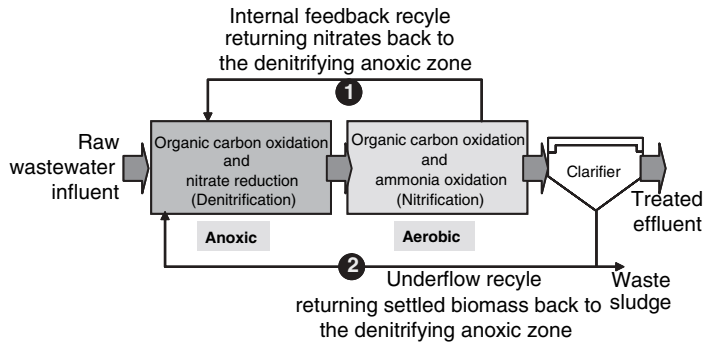 Internal feedback recyle
returning nitrates back to
the denitrifying anoxic zone
1
Raw
wastewater
influent
Organic carbon oxidation
and
nitrate reduction
(Denitrification)
Organic carbon oxidation
and
ammonia oxidation
(Nitrification)
Clarifier
Treated
effluent
Anoxic
Aerobic
2
Underflow recyle
returning settled biomass back to
the denitrifying anoxic zone
Waste
sludge